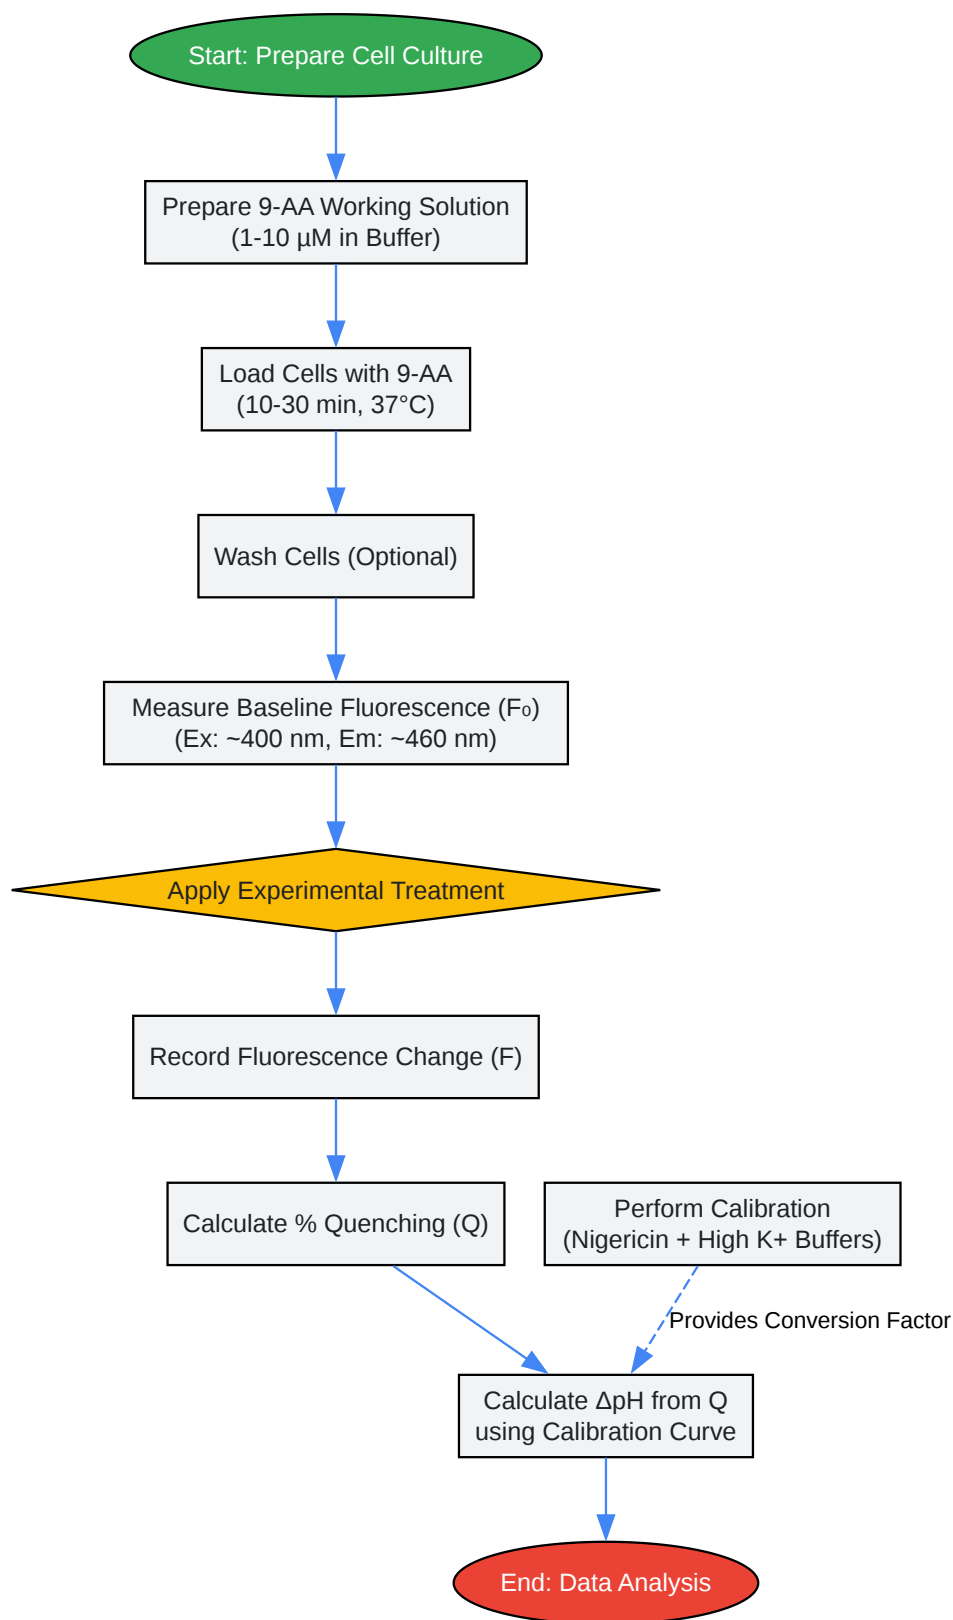 Start: Prepare Cell Culture
Prepare 9-AA Working Solution
(1-10 µM in Buffer)
Load Cells with 9-AA
(10-30 min, 37°C)
Wash Cells (Optional)
Measure Baseline Fluorescence (F₀)
(Ex: ~400 nm, Em: ~460 nm)
Apply Experimental Treatment
Record Fluorescence Change (F)
Calculate % Quenching (Q)
Perform Calibration
(Nigericin + High K+ Buffers)
Provides Conversion Factor
Calculate ΔpH from Q
using Calibration Curve
End: Data Analysis